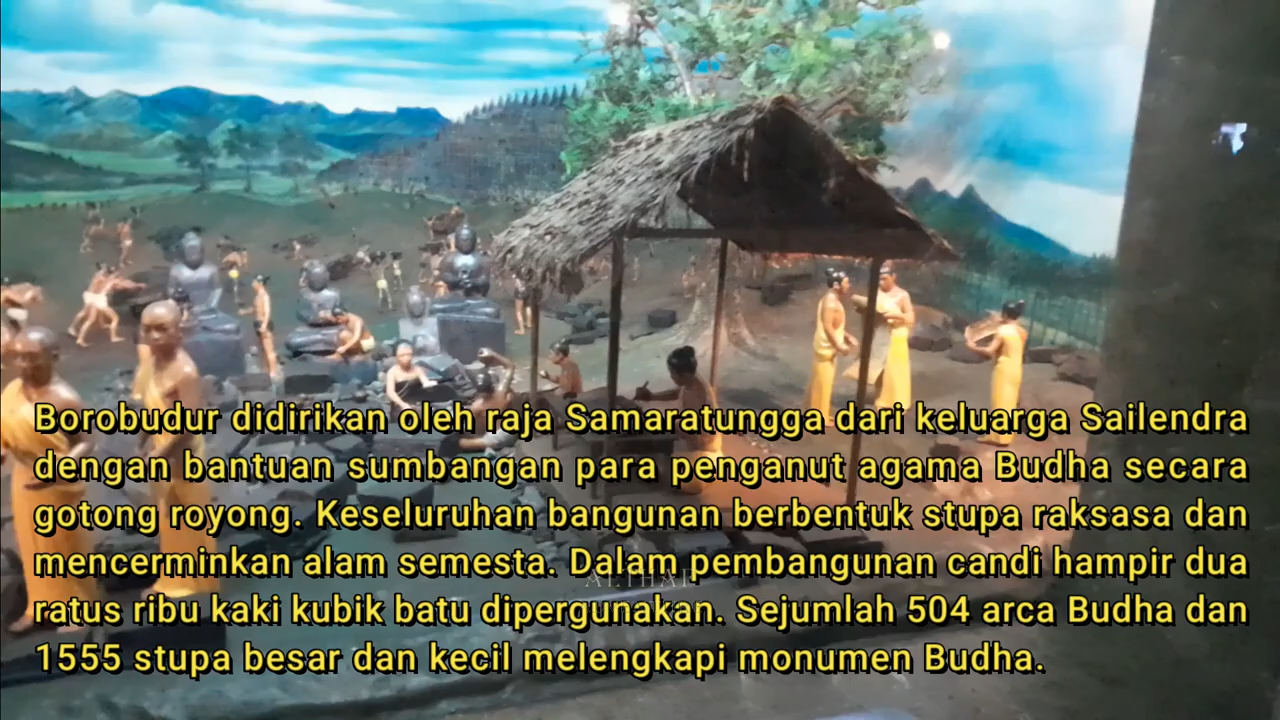 Borobudur didirikan oleh raja Samaratungga dari keluarga Sailendra
dengan bantuan sumbangan para penganut agama Budha secara
gotong royong. Keseluruhan bangunan berbentuk stupa raksasa dan
mencerminkan alam semesta. Dalam pembangunan candi hampir dua
ratus ribu kaki kubik batu dipergunakan. Sejumlah 504 arca Budha dan
1555 stupa besar dan kecil melengkapi monumen Budha.